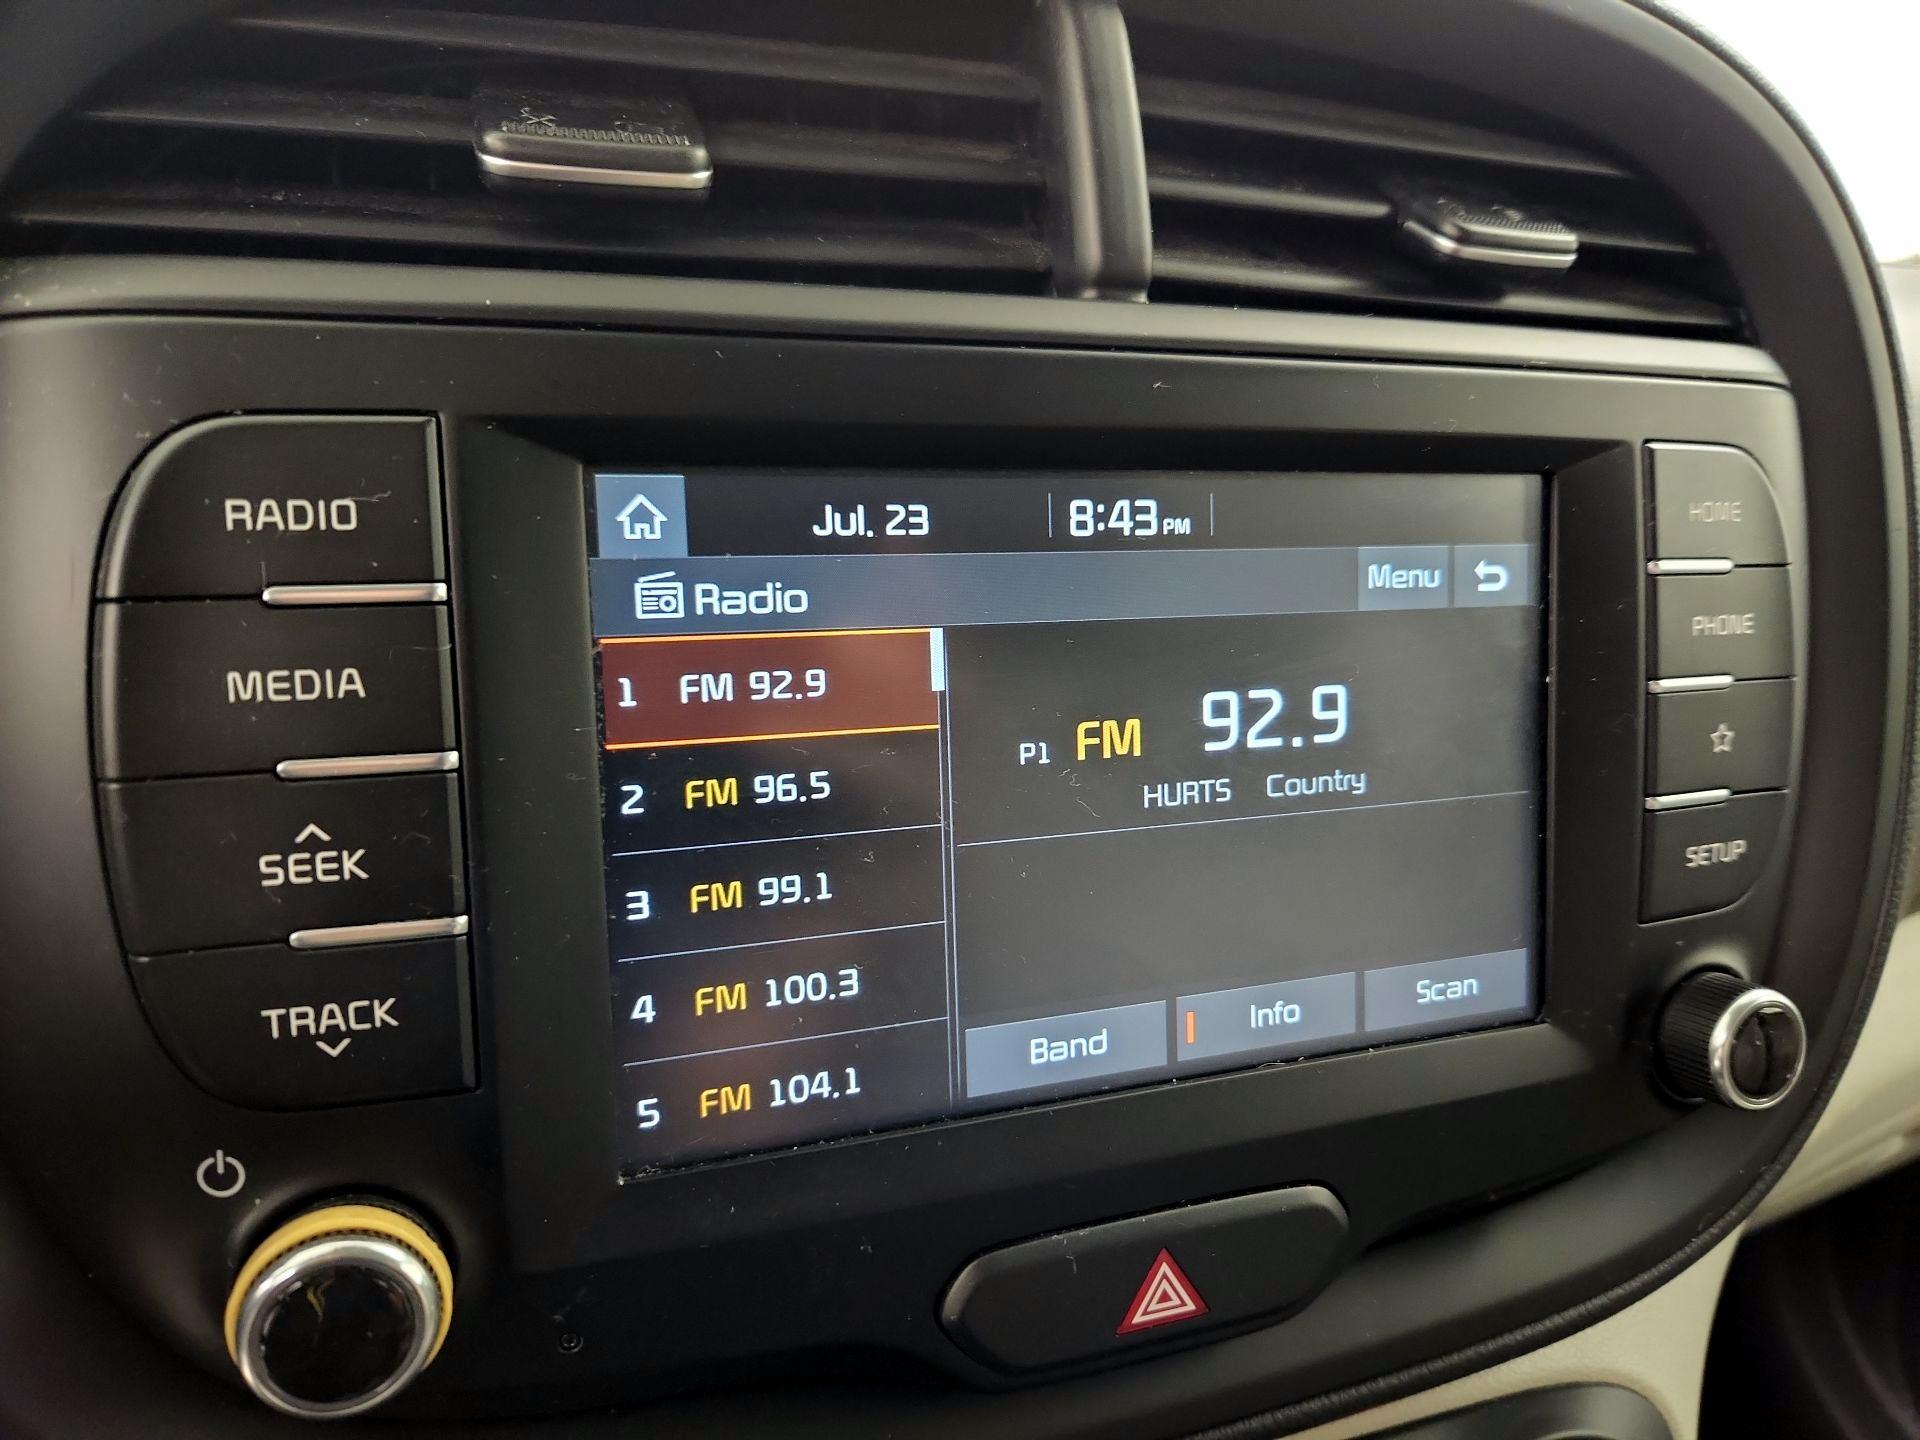 RADIO
MEDIA
SEEK
TRACK
Jul. 23
8:43 PM
Radio
Menu
1 FM 92.9
2 FM 96.5
3 FM 99.1
4 FM 100.3
5 FM 104.1
P1 FM 92.9
HURTS Country
Band
Info
Scan
HOME
PHONE
SETUP